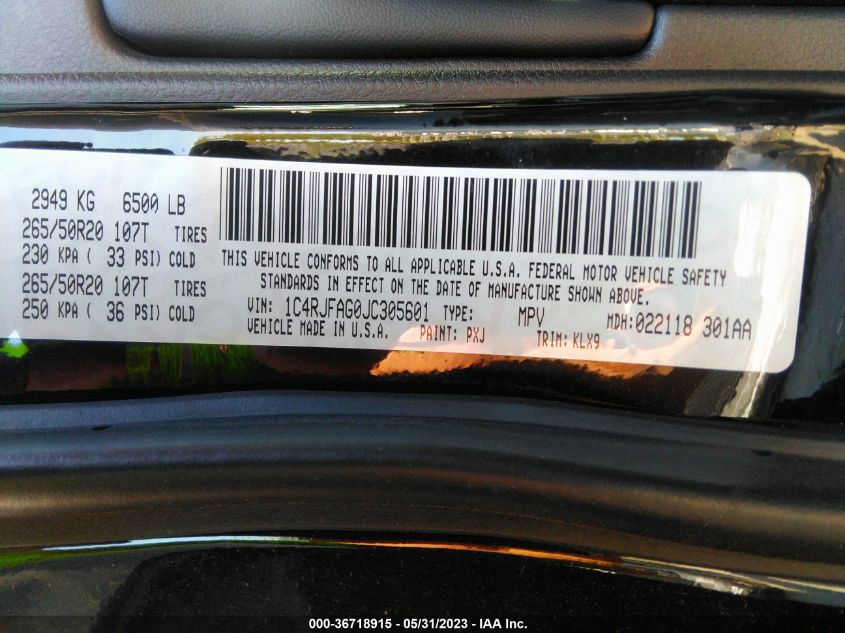 2949 KG 6500 LB
265/50R20 107T TIRES
230 KPA ( 33 PSI) COLD
265/50R20 107T TIRES
250 KPA ( 36 PSI) COLD
THIS VEHICLE CONFORMS TO ALL APPLICABLE U.S.A. FEDERAL MOTOR VEHICLE SAFETY
STANDARDS IN EFFECT ON THE DATE OF MANUFACTURE SHOWN ABOVE.
VIN: 1C4RJFAG0JC305601 TYPE: MPV MDH:022118 301AA
VEHICLE MADE IN U.S.A. PAINT: PXJ TRIM: KLX9
000-36718915 - 05/31/2023 - IAA Inc.